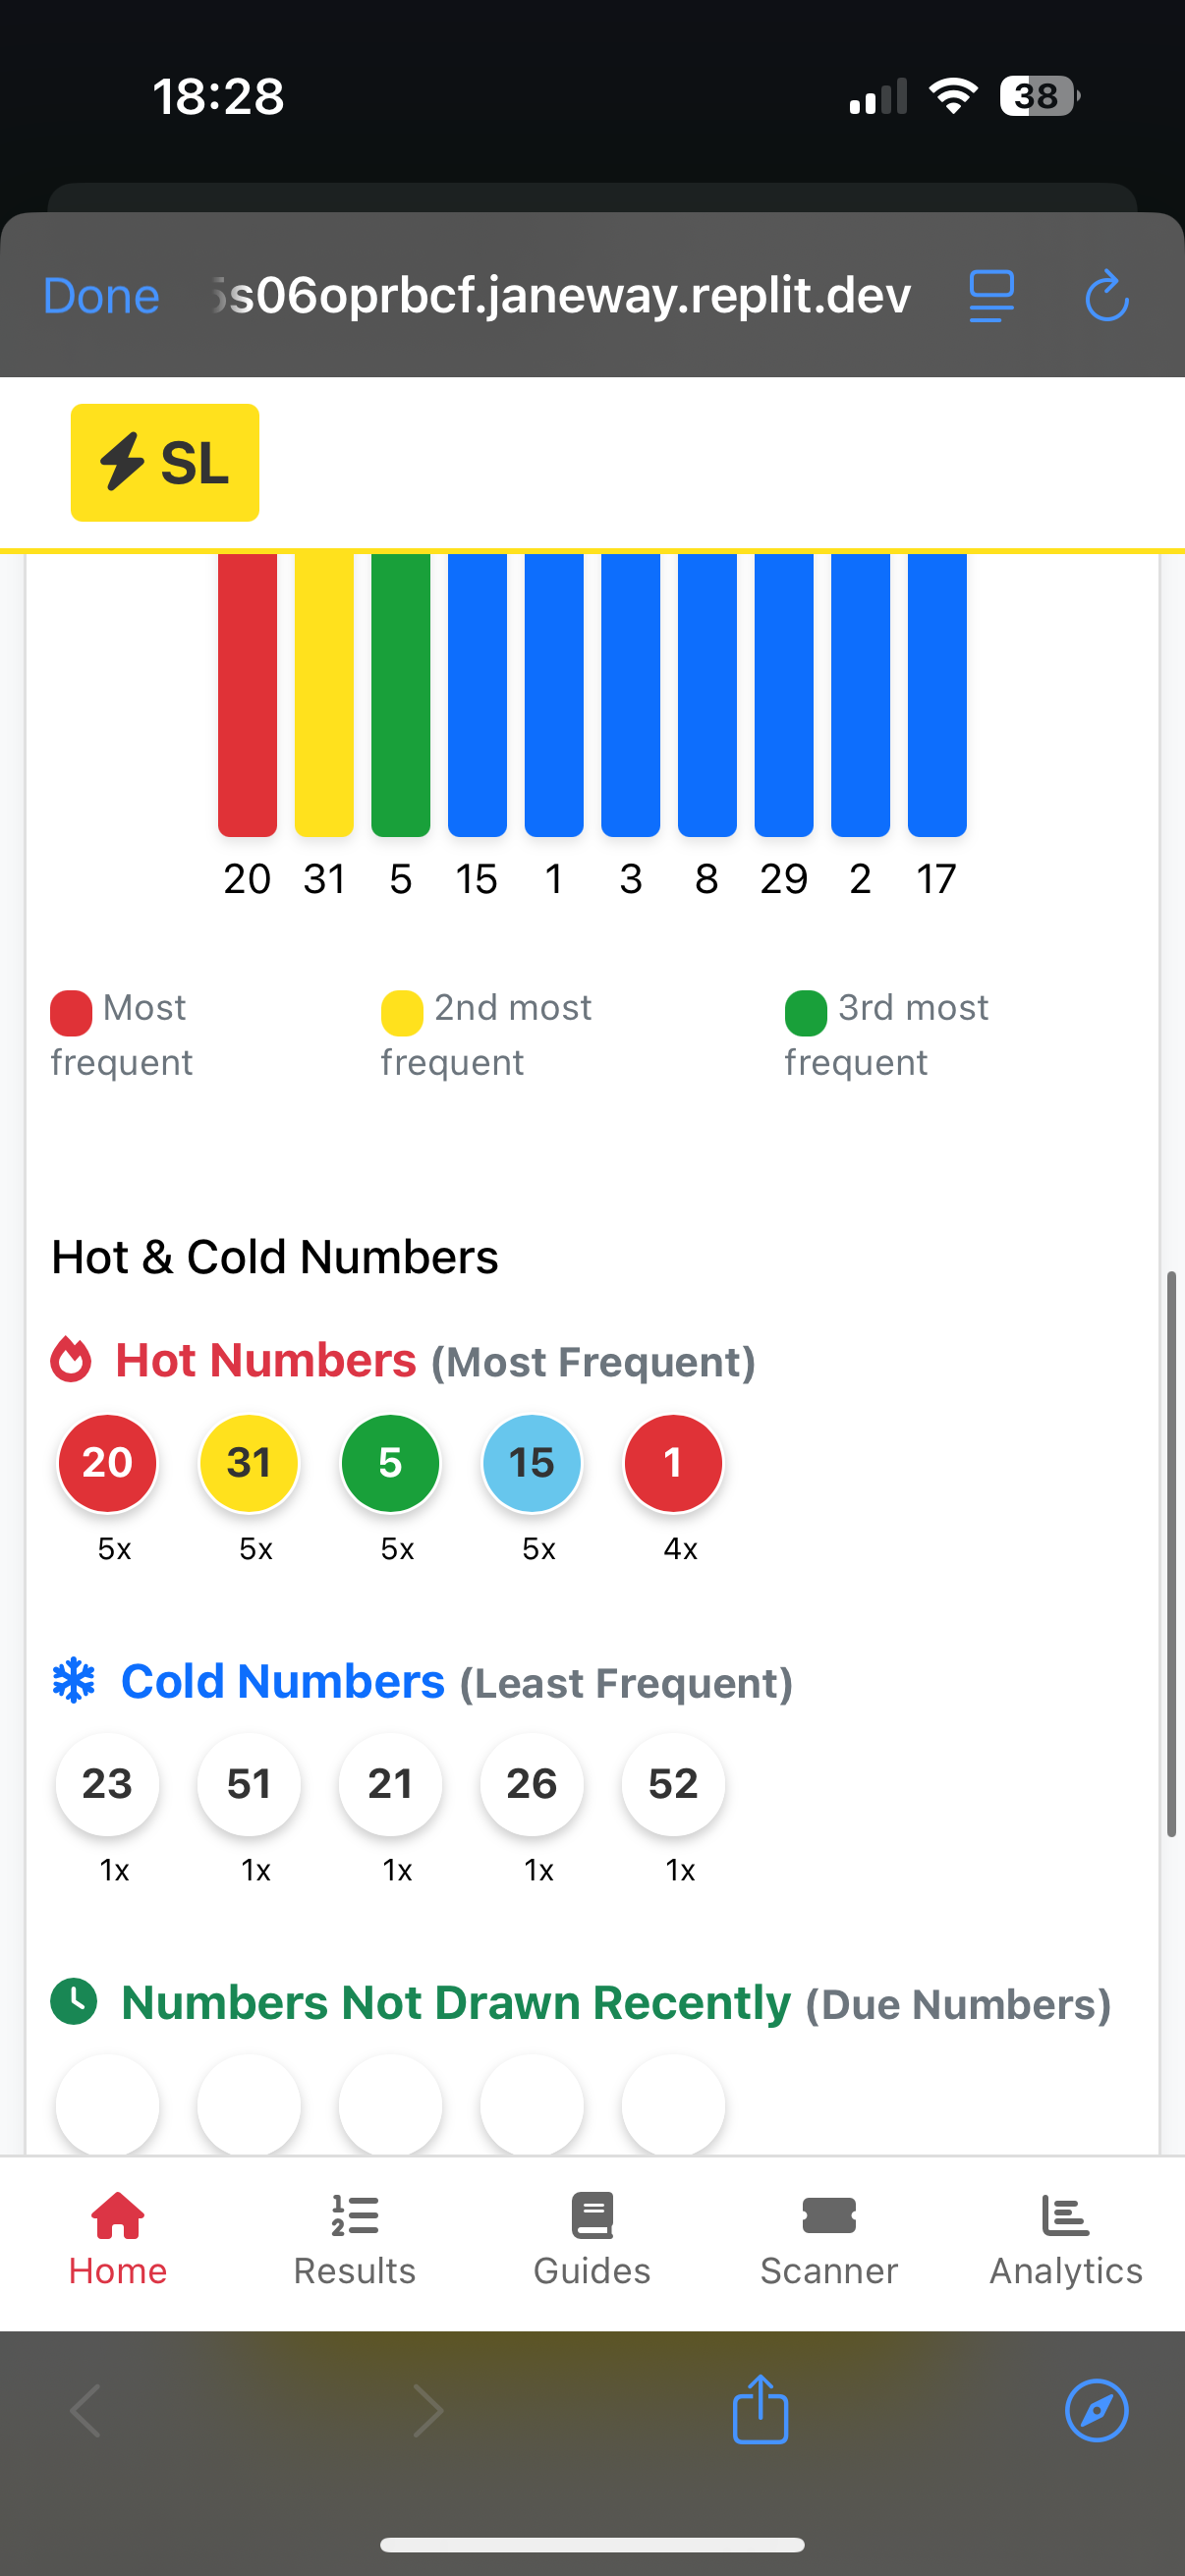 18:28
38
Done
5s06oprbcf.janeway.replit.dev
SL
20 31 5 15 1 3 8 29 2 17
Most frequent
2nd most frequent
3rd most frequent
Hot & Cold Numbers
Hot Numbers (Most Frequent)
20 31 5 15 1
5x 5x 5x 5x 4x
Cold Numbers (Least Frequent)
23 51 21 26 52
1x 1x 1x 1x 1x
Numbers Not Drawn Recently (Due Numbers)
Home Results Guides Scanner Analytics